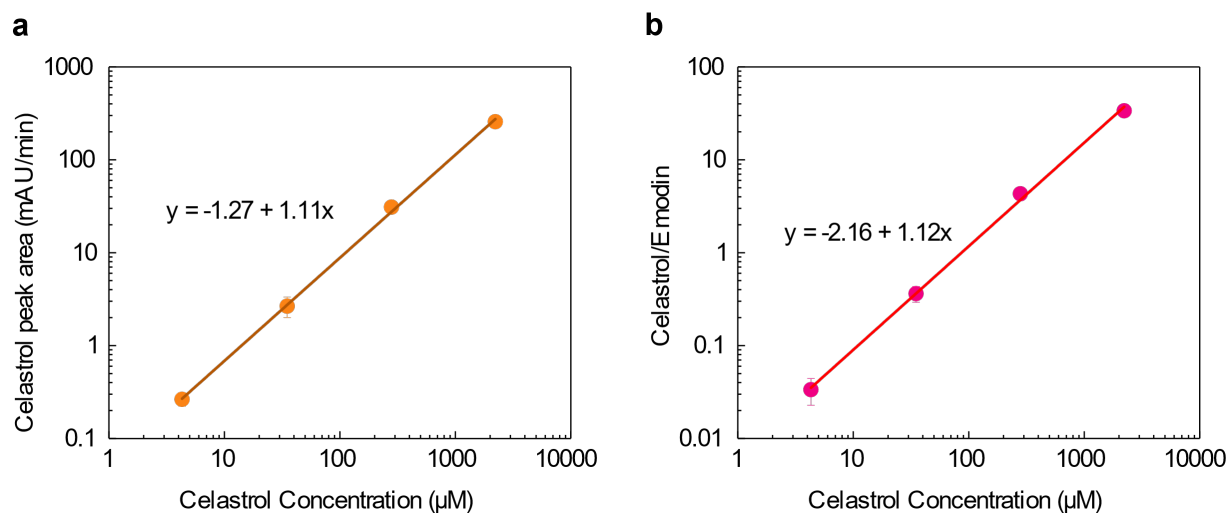 a
Celastrol peak area (mAU/min)
1000
100
10
1
0.1
y = -1.27 + 1.11x
1 10 100 1000 10000
Celastrol Concentration (µM)
b
Celastrol/Emodin
100
10
1
0.1
0.01
y = -2.16 + 1.12x
1 10 100 1000 10000
Celastrol Concentration (µM)